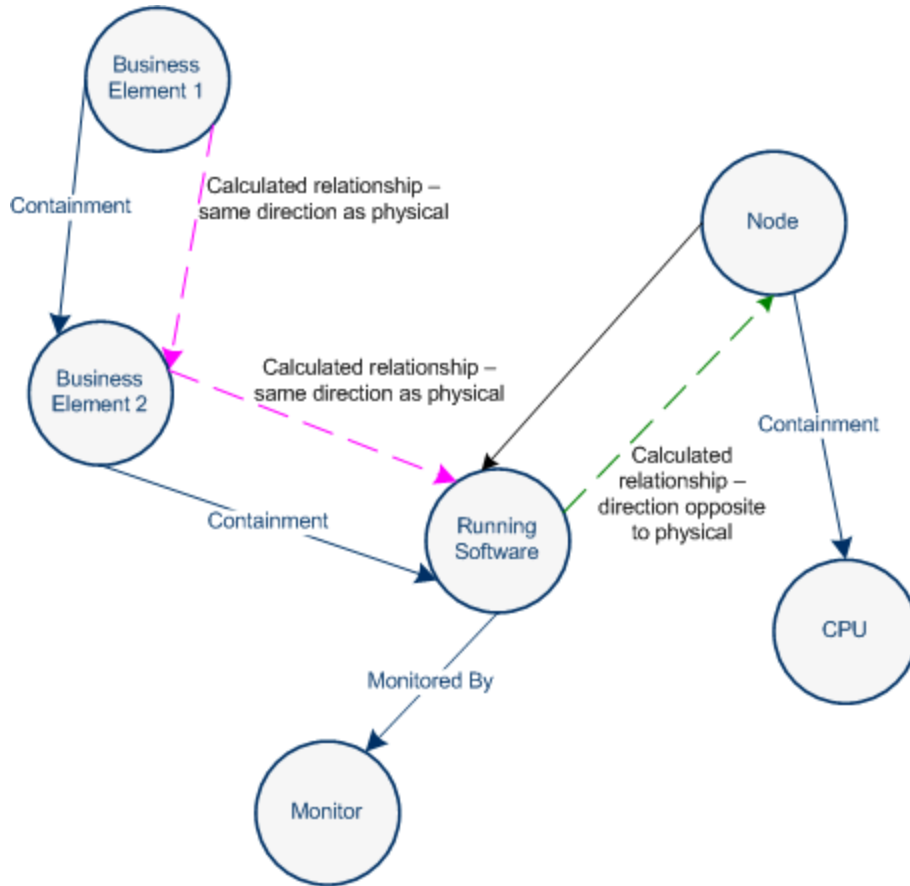 Business
Element 1
Calculated relationship –
same direction as physical
Containment
Node
Business
Element 2
Calculated relationship –
same direction as physical
Containment
Calculated
relationship –
direction opposite
to physical
Containment
Running
Software
CPU
Monitored By
Monitor